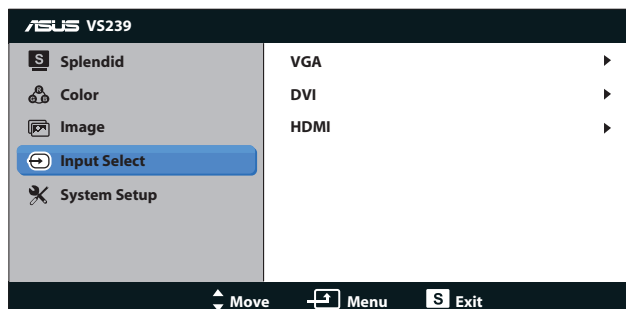 ASUS VS239
S Splendid
Color
Image
Input Select
System Setup
VGA
DVI
HDMI
Move Menu S Exit